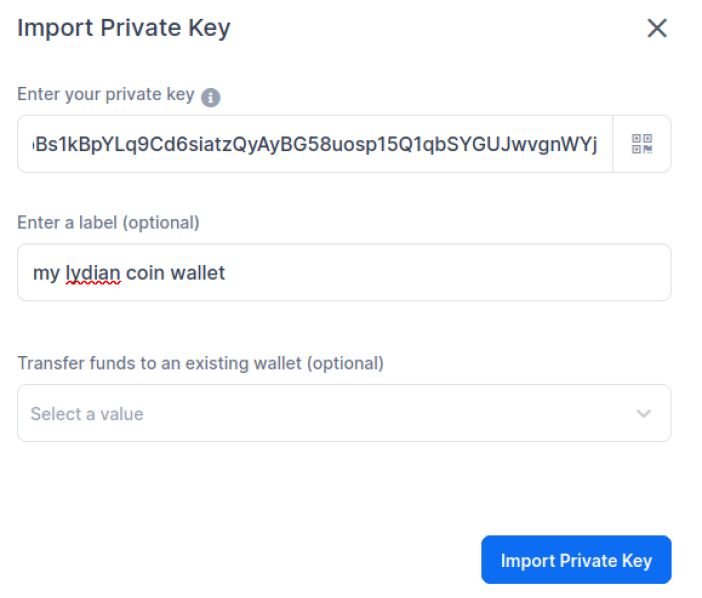 Import Private Key
Enter your private key
Bs1kBpYLq9Cd6siatzQyAyBG58uosp15Q1qbSYGUJwvgnWYj
Enter a label (optional)
my lydian coin wallet
Transfer funds to an existing wallet (optional)
Select a value
Import Private Key